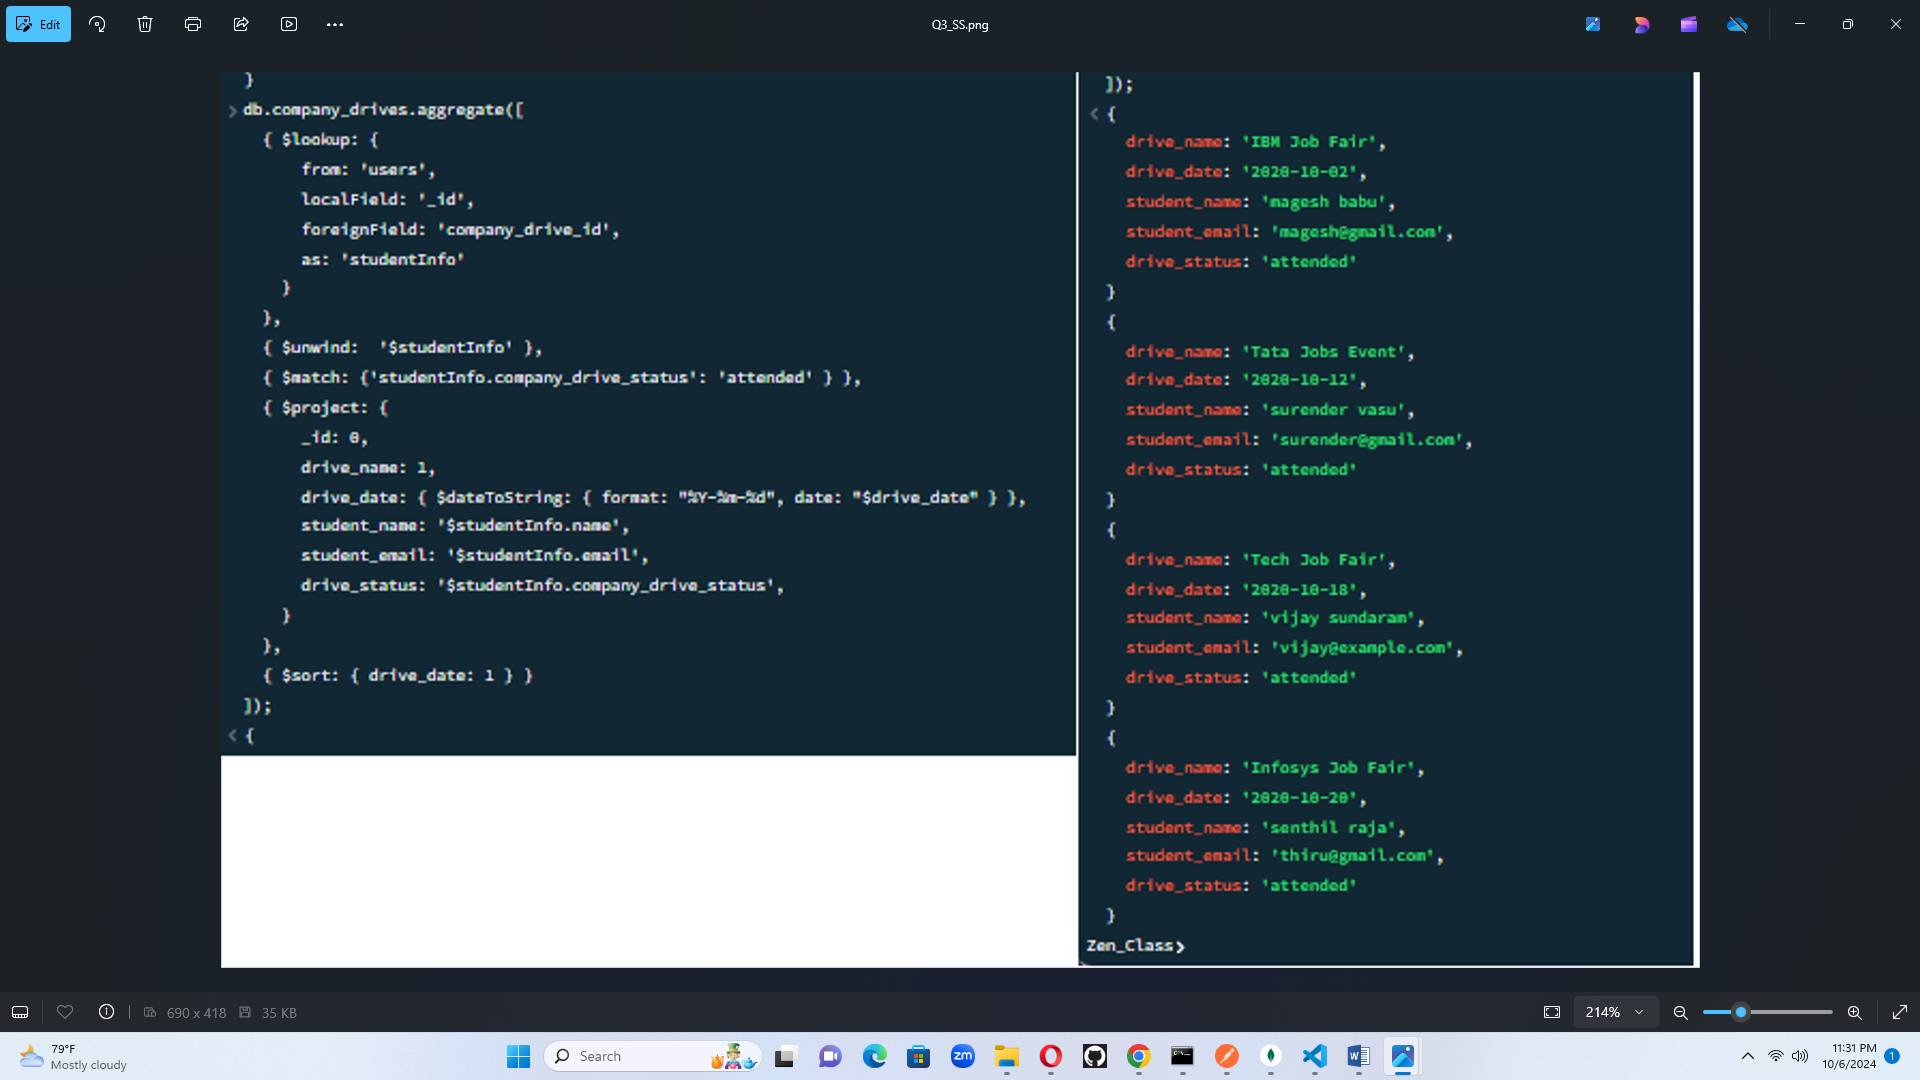 Edit
Q3_SS.png
}
> db.company_drives.aggregate([
{ $lookup: {
from: 'users',
localField: '_id',
foreignField: 'company_drive_id',
as: 'studentInfo'
}
},
{ $unwind:  '$studentInfo' },
{ $match: {'studentInfo.company_drive_status': 'attended' } },
{ $project: {
_id: 0,
drive_name: 1,
drive_date: { $dateToString: { format: "%Y-%m-%d", date: "$drive_date" } },
student_name: '$studentInfo.name',
student_email: '$studentInfo.email',
drive_status: '$studentInfo.company_drive_status',
}
},
{ $sort: { drive_date: 1 } }
]);
< {
]);
< {
drive_name: 'IBM Job Fair',
drive_date: '2020-10-02',
student_name: 'magesh babu',
student_email: 'magesh@gmail.com',
drive_status: 'attended'
}
{
drive_name: 'Tata Jobs Event',
drive_date: '2020-10-12',
student_name: 'surender vasu',
student_email: 'surender@gmail.com',
drive_status: 'attended'
}
{
drive_name: 'Tech Job Fair',
drive_date: '2020-10-18',
student_name: 'vijay sundaram',
student_email: 'vijay@example.com',
drive_status: 'attended'
}
{
drive_name: 'Infosys Job Fair',
drive_date: '2020-10-20',
student_name: 'senthil raja',
student_email: 'thiru@gmail.com',
drive_status: 'attended'
}
Zen_Class>
690 x 418
35 KB
214%
79°F
Mostly cloudy
Search
zm
11:31 PM
10/6/2024
1